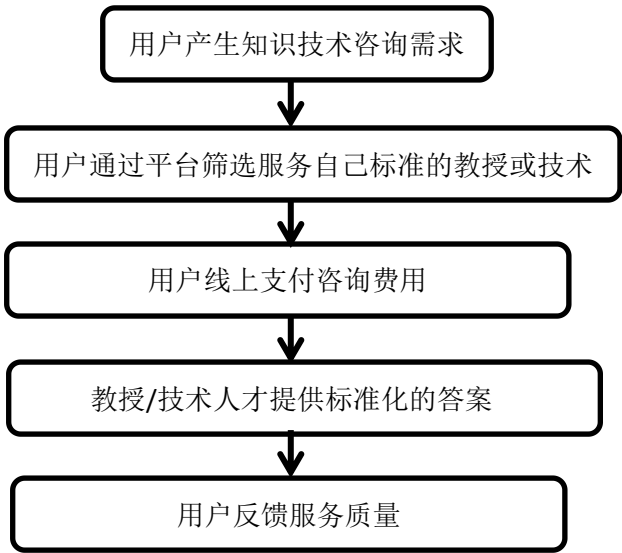 用户产生知识技术咨询需求
用户通过平台筛选服务自己标准的教授或技术
用户线上支付咨询费用
教授/技术人才提供标准化的答案
用户反馈服务质量